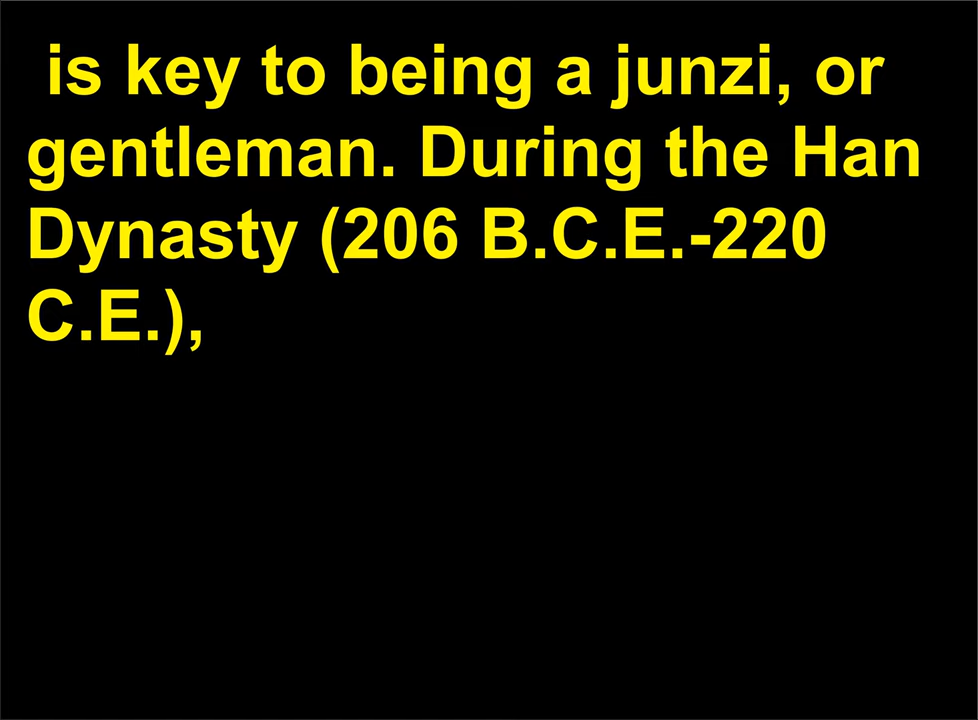 is key to being a junzi, or
gentleman. During the Han
Dynasty (206 B.C.E.-220
C.E.),